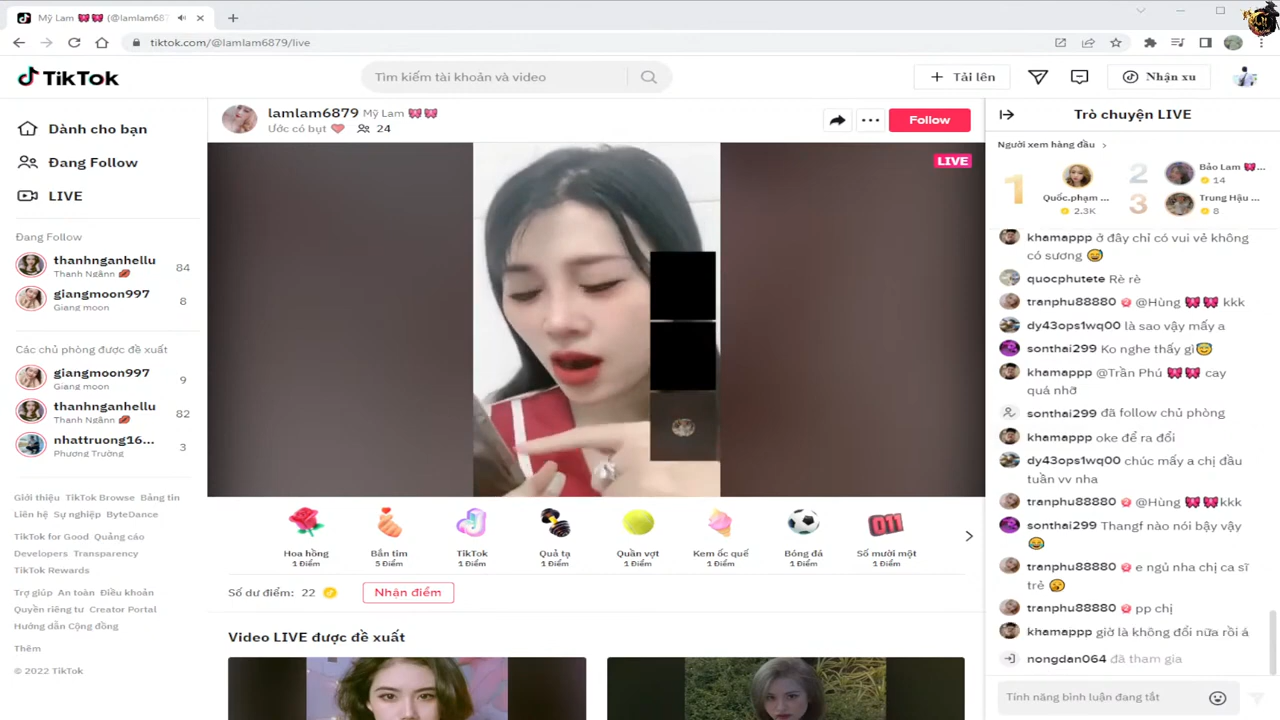 Mỹ Lam (@lamlam687
tiktok.com/@lamlam6879/live
TikTok
Tìm kiếm tài khoản và video
Tải lên
Nhận xu
Dành cho bạn
Đang Follow
LIVE
Đang Follow
thanhnganhellu
Thanh Ngânn
84
giangmoon997
Giang moon
8
Các chủ phòng được đề xuất
giangmoon997
Giang moon
9
thanhnganhellu
Thanh Ngânn
82
nhattruong16...
Phương Trường
3
Giới thiệu TikTok Browse Bảng tin
Liên hệ Sự nghiệp ByteDance
TikTok for Good Quảng cáo
Developers Transparency
TikTok Rewards
Trợ giúp An toàn Điều khoản
Quyền riêng tư Creator Portal
Hướng dẫn Cộng đồng
Thêm
© 2022 TikTok
lamlam6879 Mỹ Lam
Ước có bụt 24
Follow
LIVE
Hoa hồng
1 Điểm
Bắn tim
5 Điểm
TikTok
1 Điểm
Quả tạ
1 Điểm
Quần vợt
1 Điểm
Kem ốc quế
1 Điểm
Bóng đá
1 Điểm
011
Số mười một
1 Điểm
Số dư điểm: 22
Nhận điểm
Video LIVE được đề xuất
Trò chuyện LIVE
Người xem hàng đầu
1
Quốc.phạm ...
2.3K
2
Bảo Lam ...
14
3
Trung Hậu ...
8
khamappp ở đây chỉ có vui vẻ không
có sương
quocphutete Rè rè
tranphu88880 @Hùng kkk
dy43ops1wq00 là sao vậy mấy a
sonthai299 Ko nghe thấy gì
khamappp @Trần Phú cay
quá nhỡ
sonthai299 đã follow chủ phòng
khamappp oke để ra đổi
dy43ops1wq00 chúc mấy a chị đầu
tuần vv nha
tranphu88880 @Hùng kkk
sonthai299 Thangf nào nói bậy vậy
tranphu88880 e ngủ nha chị ca sĩ
trẻ
tranphu88880 pp chị
khamappp giờ là không đổi nữa rồi á
nongdan064 đã tham gia
Tính năng bình luận đang tắt